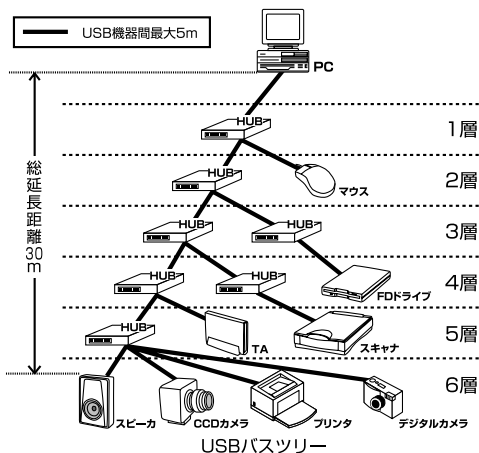 USB機器間最大5m
PC
HUB
1層
HUB
マウス
2層
HUB
HUB
3層
総延長距離30m
HUB
HUB
FDドライブ
4層
HUB
TA
スキャナ
5層
スピーカ
CCDカメラ
プリンタ
デジタルカメラ
6層
USBバスツリー